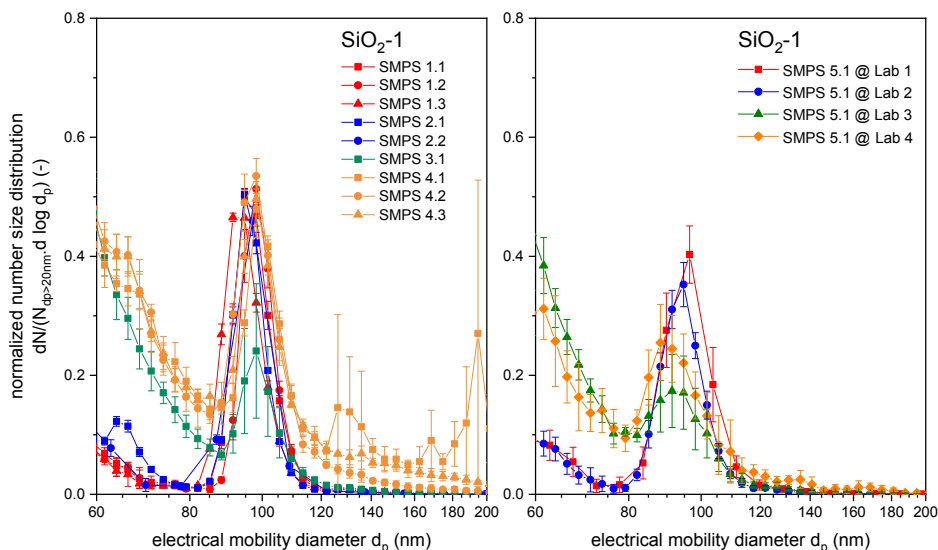 normalized number size distribution
dN/(N_dp>20nm·d log d_p) (-)
0.8
0.6
0.4
0.2
0.0
60
80
100
120
140
160
180
200
electrical mobility diameter d_p (nm)
SiO₂-1
SMPS 1.1
SMPS 1.2
SMPS 1.3
SMPS 2.1
SMPS 2.2
SMPS 3.1
SMPS 4.1
SMPS 4.2
SMPS 4.3
0.8
0.6
0.4
0.2
0.0
60
80
100
120
140
160
180
200
electrical mobility diameter d_p (nm)
SiO₂-1
SMPS 5.1 @ Lab 1
SMPS 5.1 @ Lab 2
SMPS 5.1 @ Lab 3
SMPS 5.1 @ Lab 4